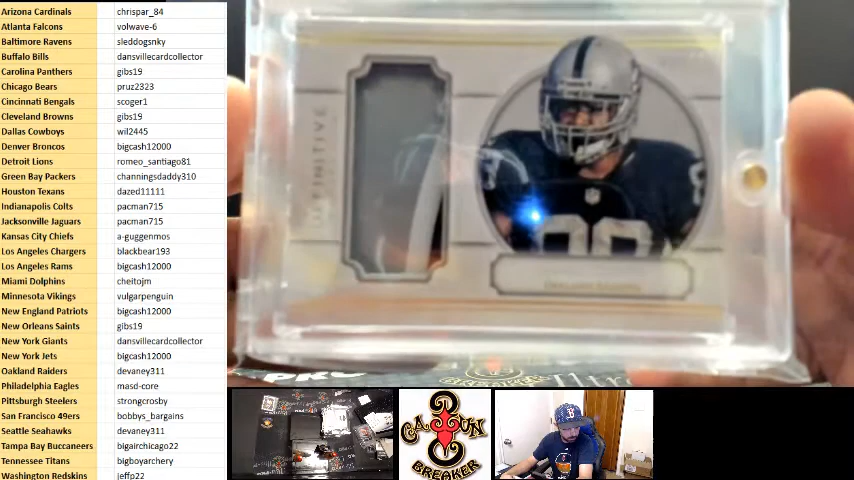 Arizona Cardinals chrispar_84
Atlanta Falcons volwave-6
Baltimore Ravens sleddogsnky
Buffalo Bills dansvillecardcollector
Carolina Panthers gibs19
Chicago Bears pruz2323
Cincinnati Bengals scoger1
Cleveland Browns gibs19
Dallas Cowboys wil2445
Denver Broncos bigcash12000
Detroit Lions romeo_santiago81
Green Bay Packers channingsdaddy310
Houston Texans dazed11111
Indianapolis Colts pacman715
Jacksonville Jaguars pacman715
Kansas City Chiefs a-guggenmos
Los Angeles Chargers blackbear193
Los Angeles Rams bigcash12000
Miami Dolphins cheitojm
Minnesota Vikings vulgarpenguin
New England Patriots bigcash12000
New Orleans Saints gibs19
New York Giants dansvillecardcollector
New York Jets bigcash12000
Oakland Raiders devaney311
Philadelphia Eagles masd-core
Pittsburgh Steelers strongcrosby
San Francisco 49ers bobbys_bargains
Seattle Seahawks devaney311
Tampa Bay Buccaneers bigairchicago22
Tennessee Titans bigboyarchery
Washington Redskins jeffp22
DEFINITIVE
CAJUN
BREAKER